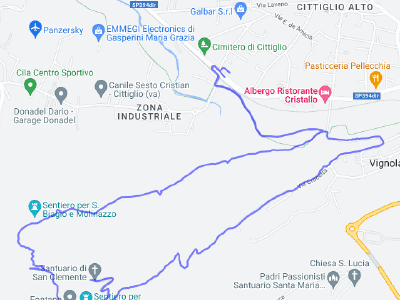 SP394dir
Via Laveno
Galbar S.r.l
CITTIGLIO ALTO
Panzersky
EMMEGI Electronics di
Gasperini Maria Grazia
Cimitero di Cittiglio
Pasticceria Pellecchia
Cila Centro Sportivo
Canile Sesto Cristian
Cittiglio (va)
Albergo Ristorante
Cristallo
SP394dir
Donadel Dario -
Garage Donadel
ZONA
INDUSTRIALE
Vignola
Sentiero per S.
Biagio e Molinazzo
Chiesa S. Lucia
Santuario di
San Clemente
Padri Passionisti
Santuario Santa Maria...
Sentiero per